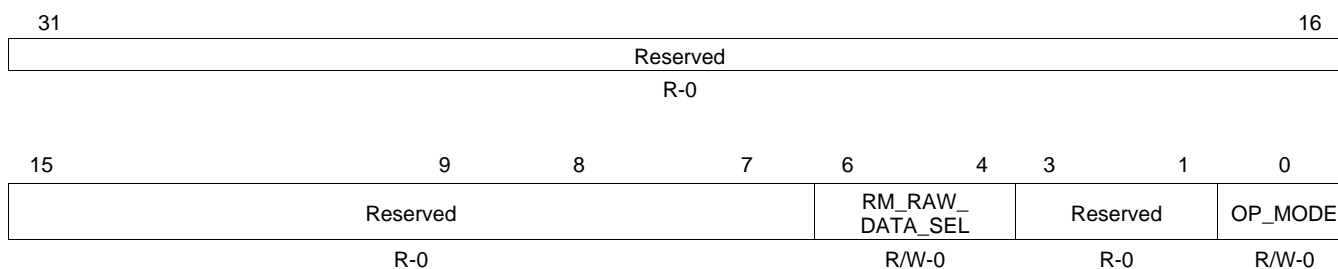 31 16
Reserved
R-0
15 9 8 7 6 4 3 1 0
Reserved RM_RAW_ DATA_SEL Reserved OP_MODE
R-0 R/W-0 R-0 R/W-0